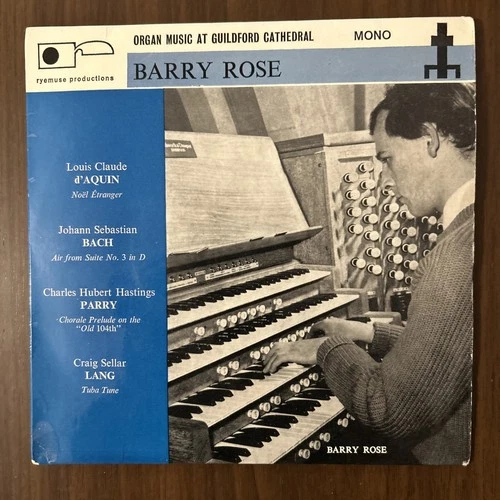 ORGAN MUSIC AT GUILDFORD CATHEDRAL MONO
ryemuse productions
BARRY ROSE
Louis Claude
d'AQUIN
Noël Étranger
Johann Sebastian
BACH
Air from Suite No. 3 in D
Charles Hubert Hastings
PARRY
Chorale Prelude on the
"Old 104th"
Craig Sellar
LANG
Tuba Tune
BARRY ROSE